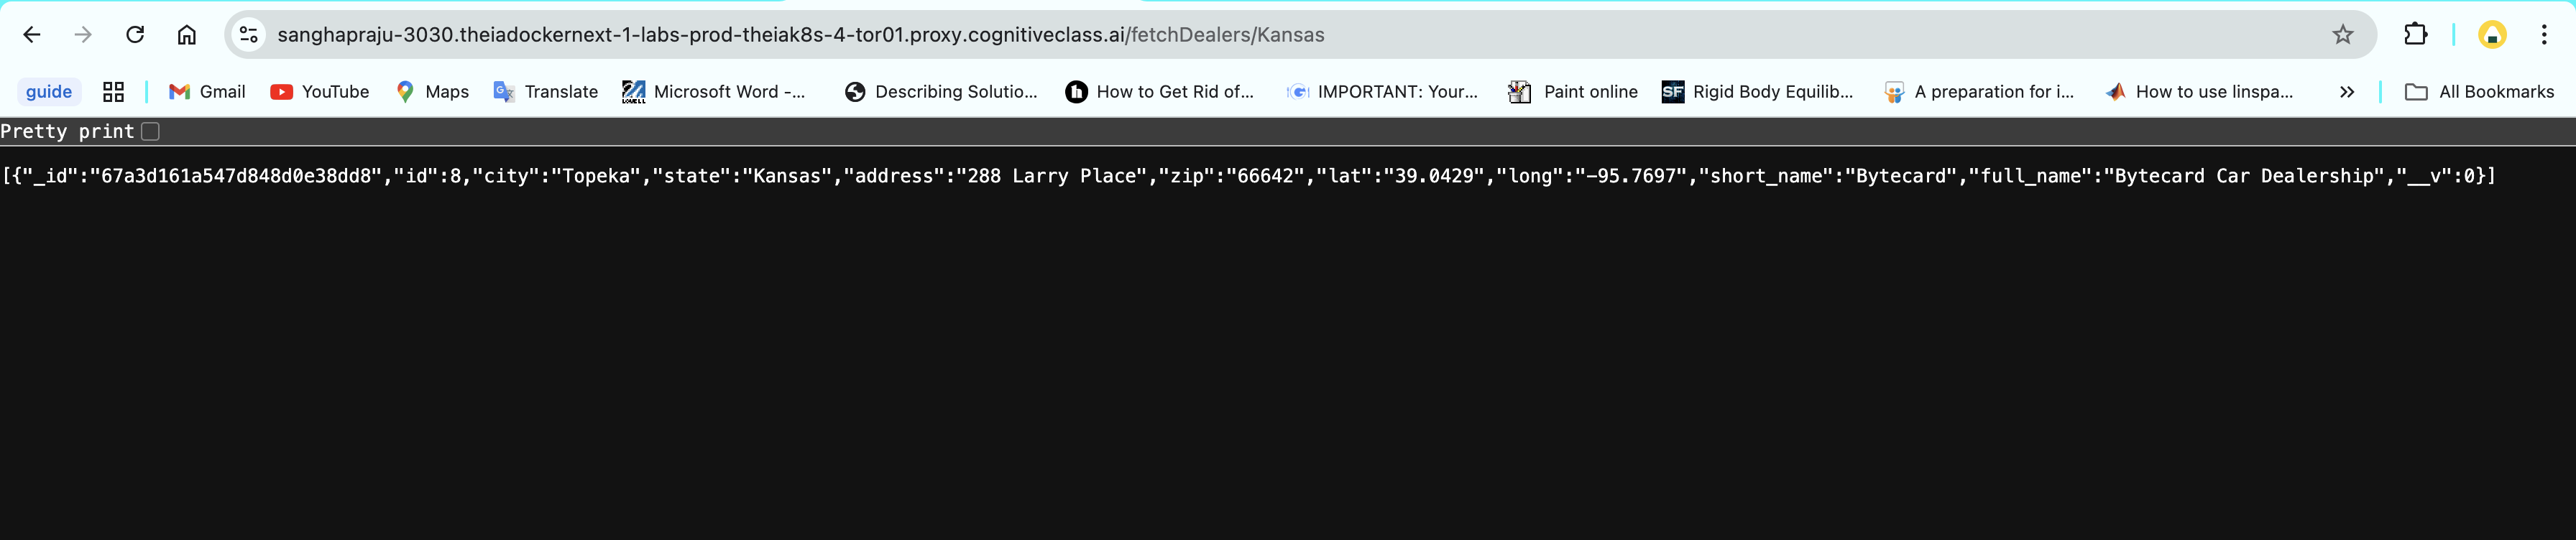 sanghapraju-3030.theiadockernext-1-labs-prod-theiak8s-4-tor01.proxy.cognitiveclass.ai/fetchDealers/Kansas
guide Gmail YouTube Maps Translate Microsoft Word -... Describing Solutio... How to Get Rid of... IMPORTANT: Your... Paint online SF Rigid Body Equilib... A preparation for i... How to use linspa... » All Bookmarks
Pretty print
[{"_id":"67a3d161a547d848d0e38dd8","id":8,"city":"Topeka","state":"Kansas","address":"288 Larry Place","zip":"66642","lat":"39.0429","long":"-95.7697","short_name":"Bytecard","full_name":"Bytecard Car Dealership","__v":0}]